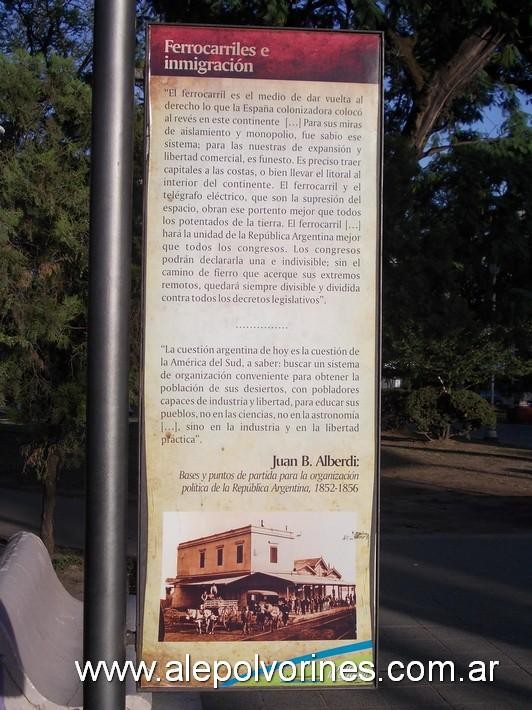 Ferrocarriles e
inmigración
"El ferrocarril es el medio de dar vuelta al
derecho lo que la España colonizadora colocó
al revés en este continente [...] Para sus miras
de aislamiento y monopolio, fue sabio ese
sistema; para las nuestras de expansión y
libertad comercial, es funesto. Es preciso traer
capitales a las costas, o bien llevar el litoral al
interior del continente. El ferrocarril y el
telégrafo eléctrico, que son la supresión del
espacio, obran ese portento mejor que todos
los potentados de la tierra. El ferrocarril [...]
hará la unidad de la República Argentina mejor
que todos los congresos. Los congresos
podrán declararla una e indivisible; sin el
camino de fierro que acerque sus extremos
remotos, quedará siempre divisible y dividida
contra todos los decretos legislativos".
...............
"La cuestión argentina de hoy es la cuestión de
la América del Sud, a saber: buscar un sistema
de organización conveniente para obtener la
población de sus desiertos, con pobladores
capaces de industria y libertad, para educar sus
pueblos, no en las ciencias, no en la astronomía
[...], sino en la industria y en la libertad
práctica".
Juan B. Alberdi:
Bases y puntos de partida para la organización
política de la República Argentina, 1852-1856
www.alepolvorines.com.ar